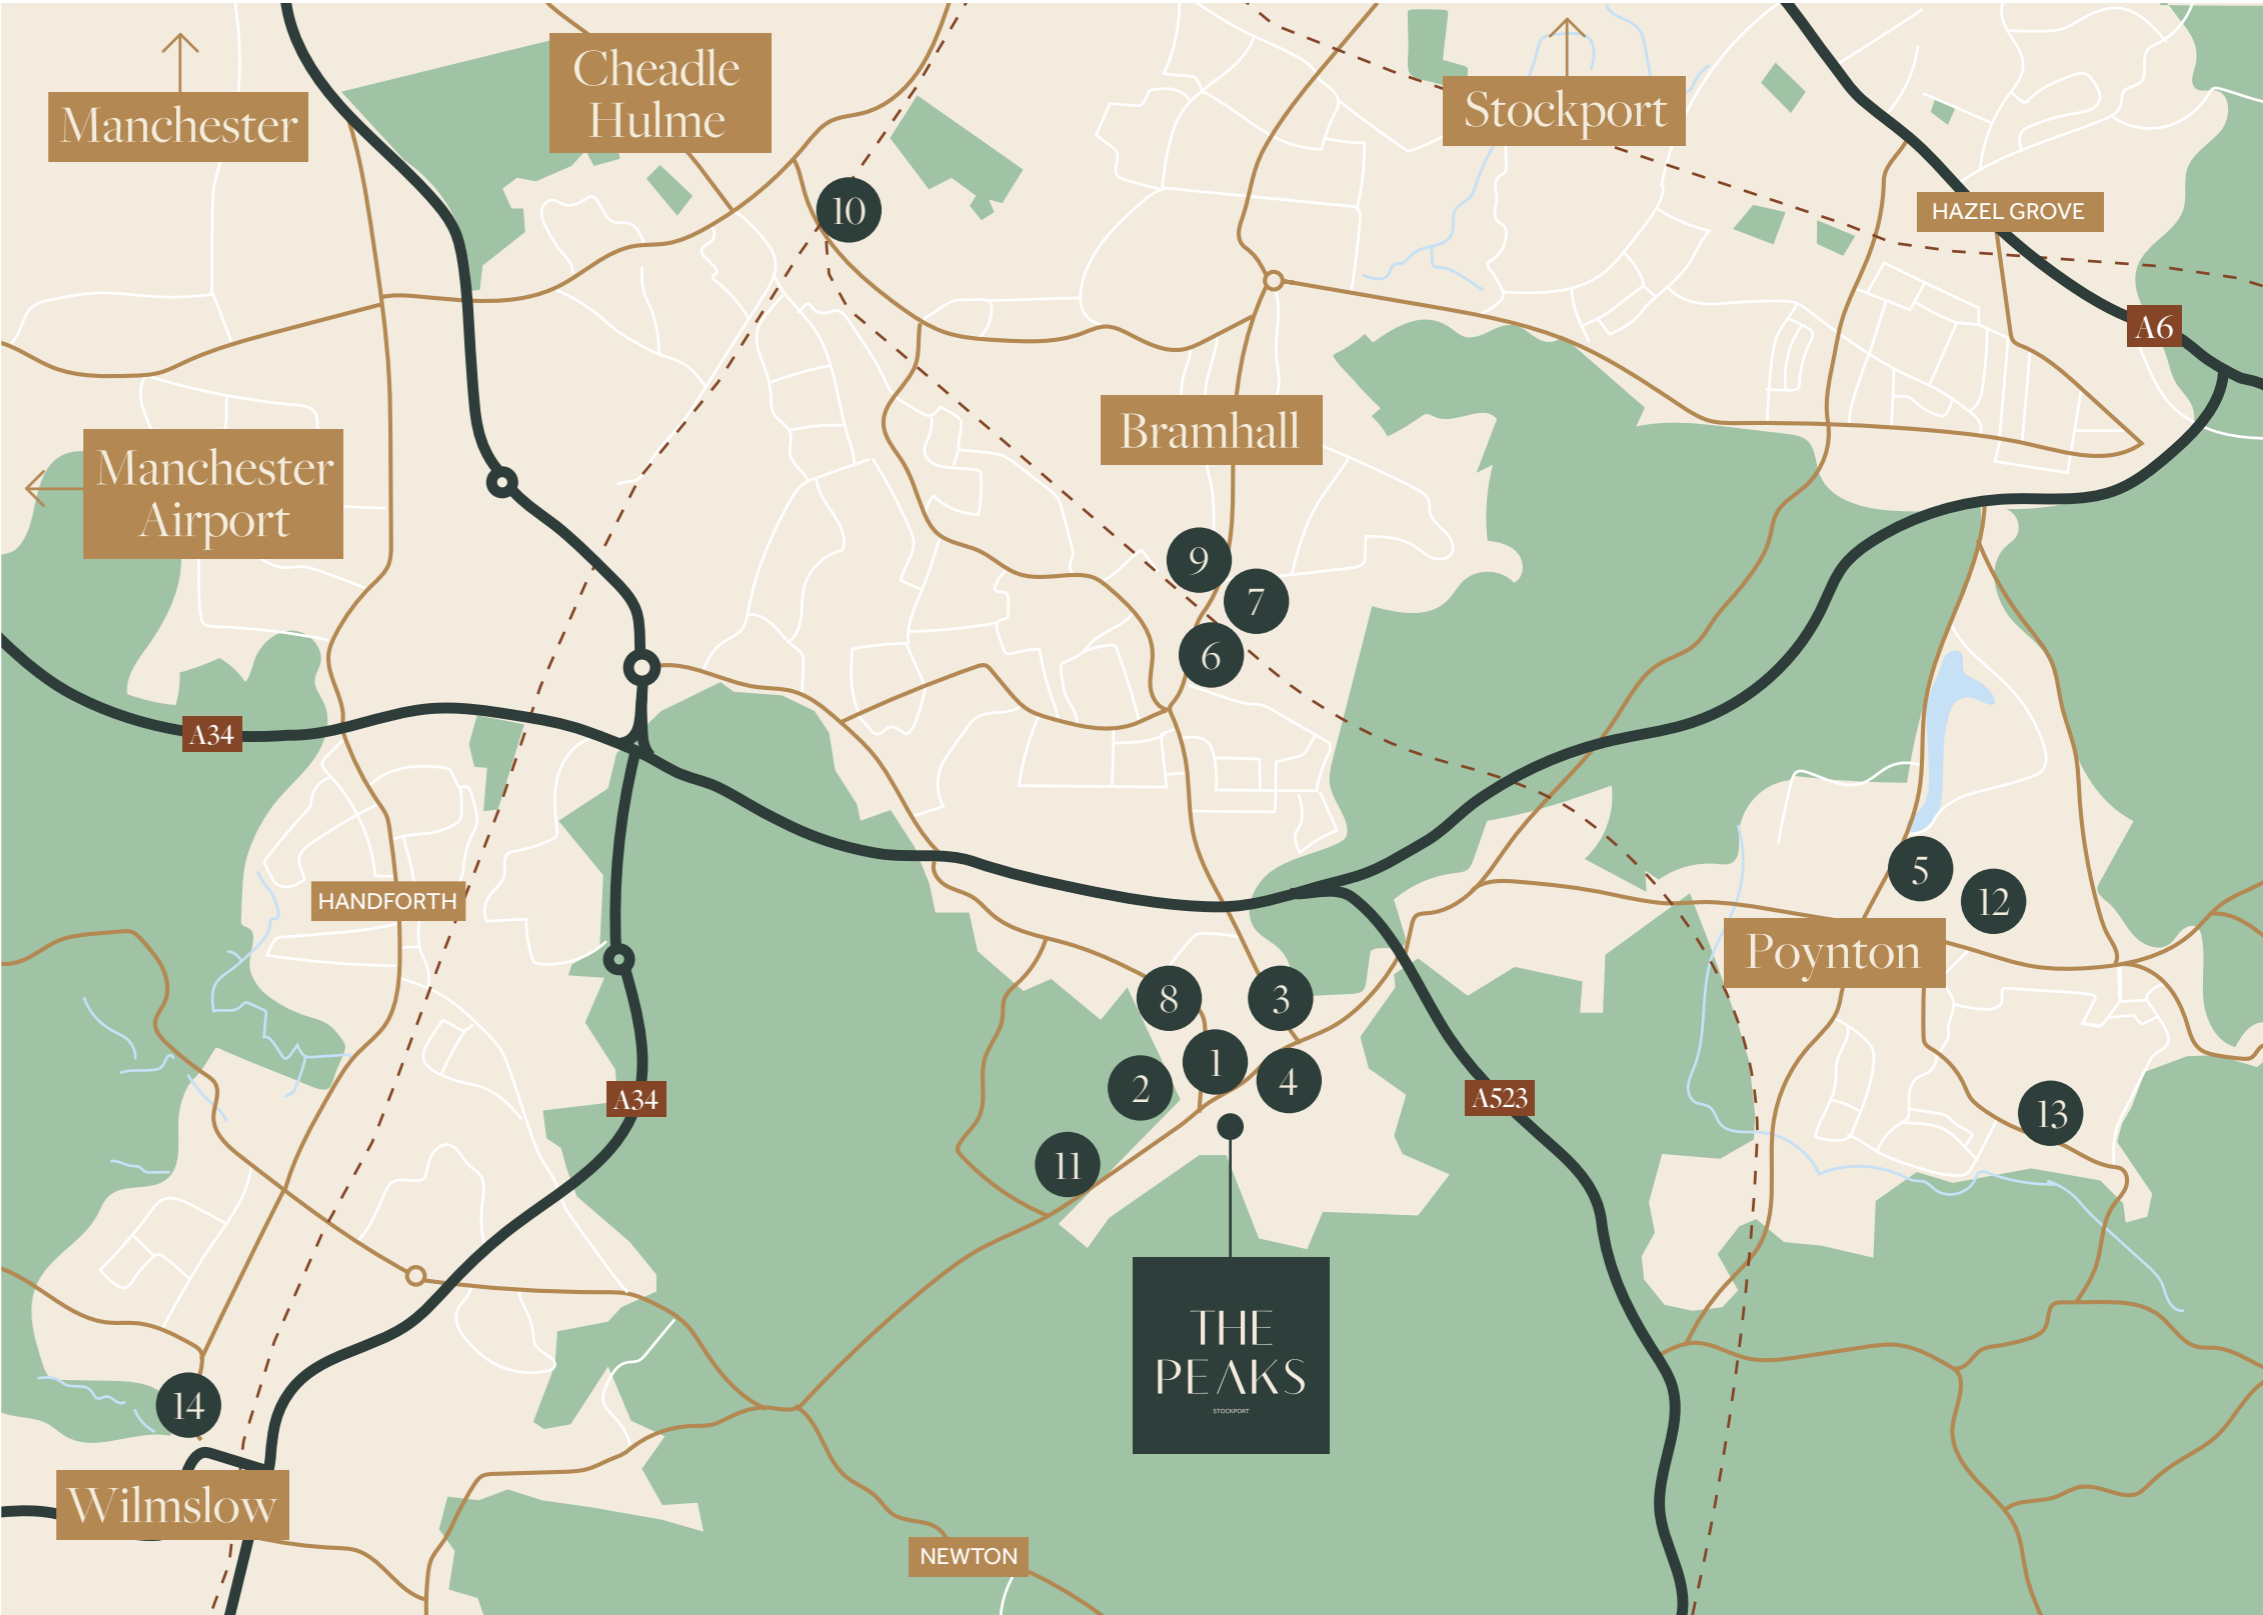 Manchester
Cheadle
Hulme
Stockport
10
HAZEL GROVE
A6
Bramhall
Manchester
Airport
9
7
6
A34
5
12
HANDFORTH
Poynton
8
3
1
2
4
A34
A523
13
11
THE
PEAKS
STOCKPORT
14
Wilmslow
NEWTON